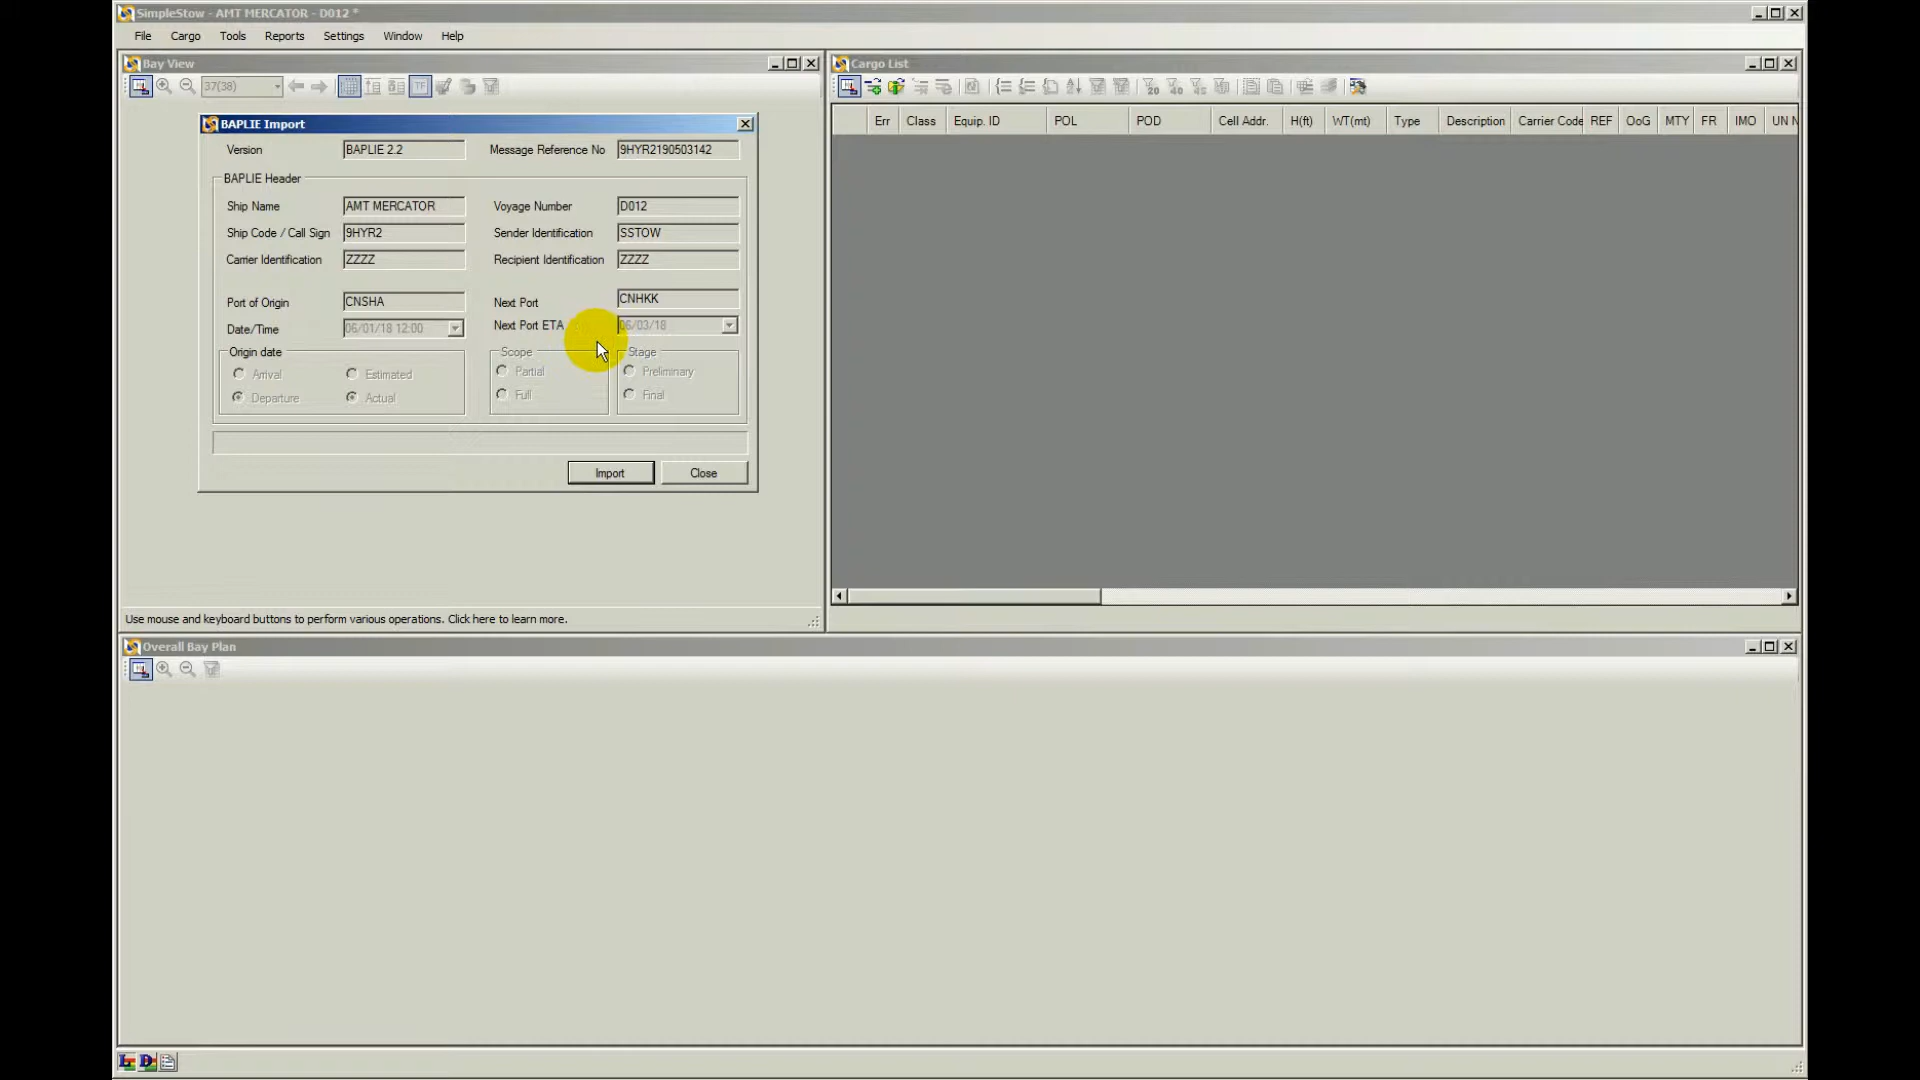 SimpleStow - AMT MERCATOR - D012 *
File Cargo Tools Reports Settings Window Help
Bay View
37(38)
TF
BAPLIE Import
Version BAPLIE 2.2 Message Reference No 9HYR2190503142
BAPLIE Header
Ship Name AMT MERCATOR Voyage Number D012
Ship Code / Call Sign 9HYR2 Sender Identification SSTOW
Carrier Identification ZZZZ Recipient Identification ZZZZ
Port of Origin CNSHA Next Port CNHKK
Date/Time 06/01/18 12:00 Next Port ETA 06/03/18
Origin date Scope Stage
Arrival Estimated Partial Preliminary
Departure Actual Full Final
Import Close
Use mouse and keyboard buttons to perform various operations. Click here to learn more.
Cargo List
20 40 45
Err Class Equip. ID POL POD Cell Addr. H(ft) WT(mt) Type Description Carrier Code REF OoG MTY FR IMO UN N
Overall Bay Plan